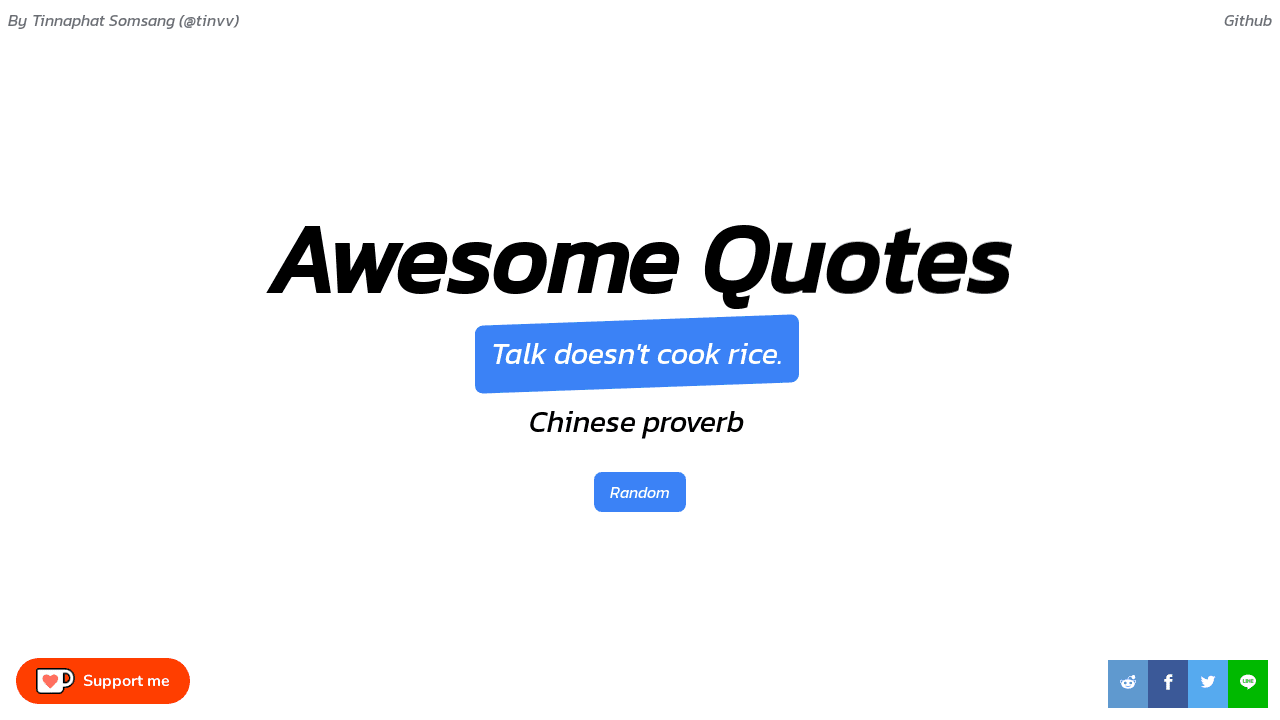 By Tinnaphat Somsang (@tinvv)
Github
Awesome Quotes
Talk doesn't cook rice.
Chinese proverb
Random
Support me
LINE